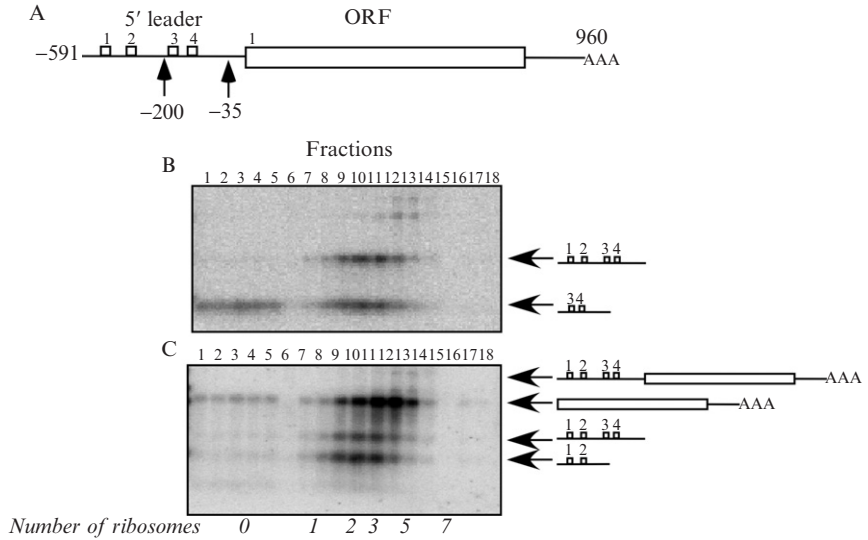 A
5′ leader
ORF
−591
1 2 3 4
1
960
AAA
−200
−35
B
Fractions
1 2 3 4 5 6 7 8 9 10 11 12 13 14 15 16 17 18
1 2 3 4
3 4
C
1 2 3 4 5 6 7 8 9 10 11 12 13 14 15 16 17 18
1 2 3 4
AAA
AAA
1 2 3 4
1 2
Number of ribosomes 0 1 2 3 5 7